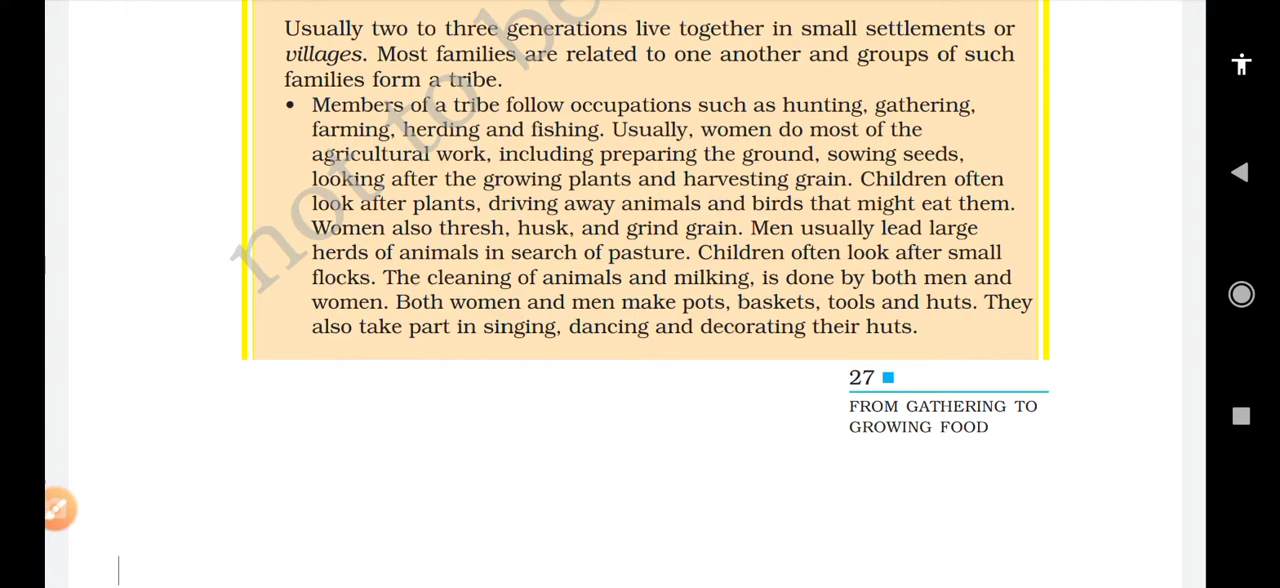 Usually two to three generations live together in small settlements or
villages. Most families are related to one another and groups of such
families form a tribe.
• Members of a tribe follow occupations such as hunting, gathering,
farming, herding and fishing. Usually, women do most of the
agricultural work, including preparing the ground, sowing seeds,
looking after the growing plants and harvesting grain. Children often
look after plants, driving away animals and birds that might eat them.
Women also thresh, husk, and grind grain. Men usually lead large
herds of animals in search of pasture. Children often look after small
flocks. The cleaning of animals and milking, is done by both men and
women. Both women and men make pots, baskets, tools and huts. They
also take part in singing, dancing and decorating their huts.
not to be
27
FROM GATHERING TO
GROWING FOOD